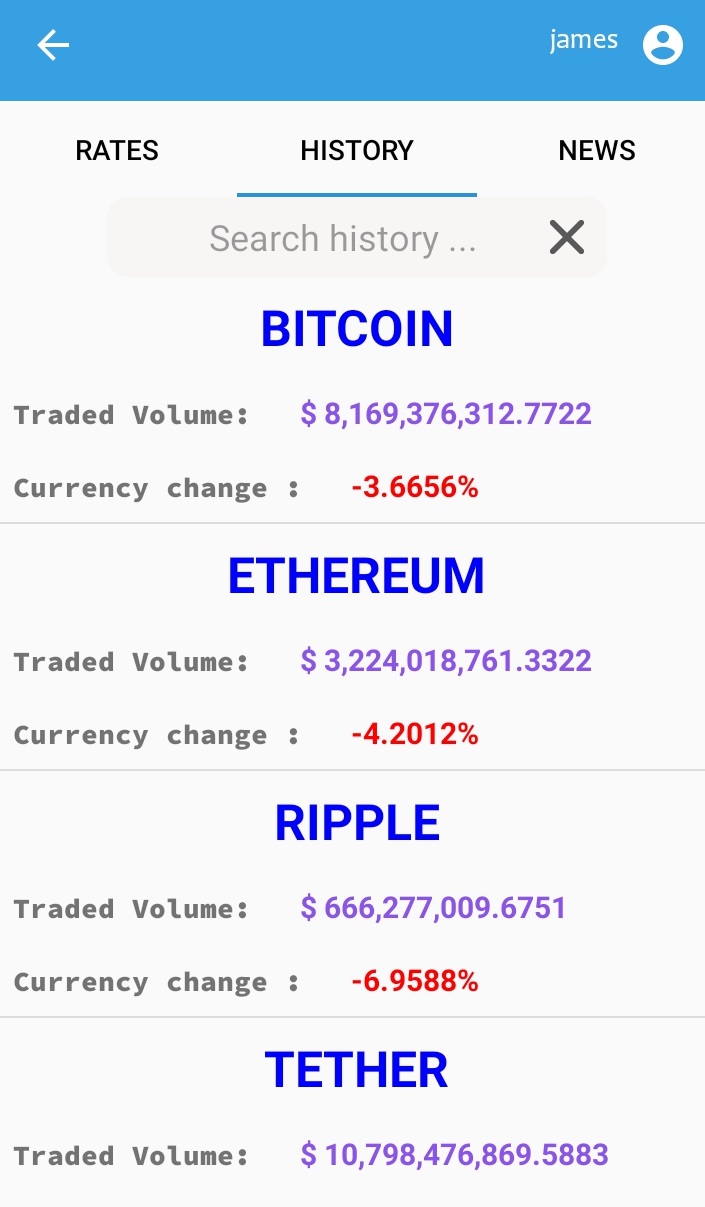 james
RATES HISTORY NEWS
Search history ...
BITCOIN
Traded Volume: $ 8,169,376,312.7722
Currency change : -3.6656%
ETHEREUM
Traded Volume: $ 3,224,018,761.3322
Currency change : -4.2012%
RIPPLE
Traded Volume: $ 666,277,009.6751
Currency change : -6.9588%
TETHER
Traded Volume: $ 10,798,476,869.5883